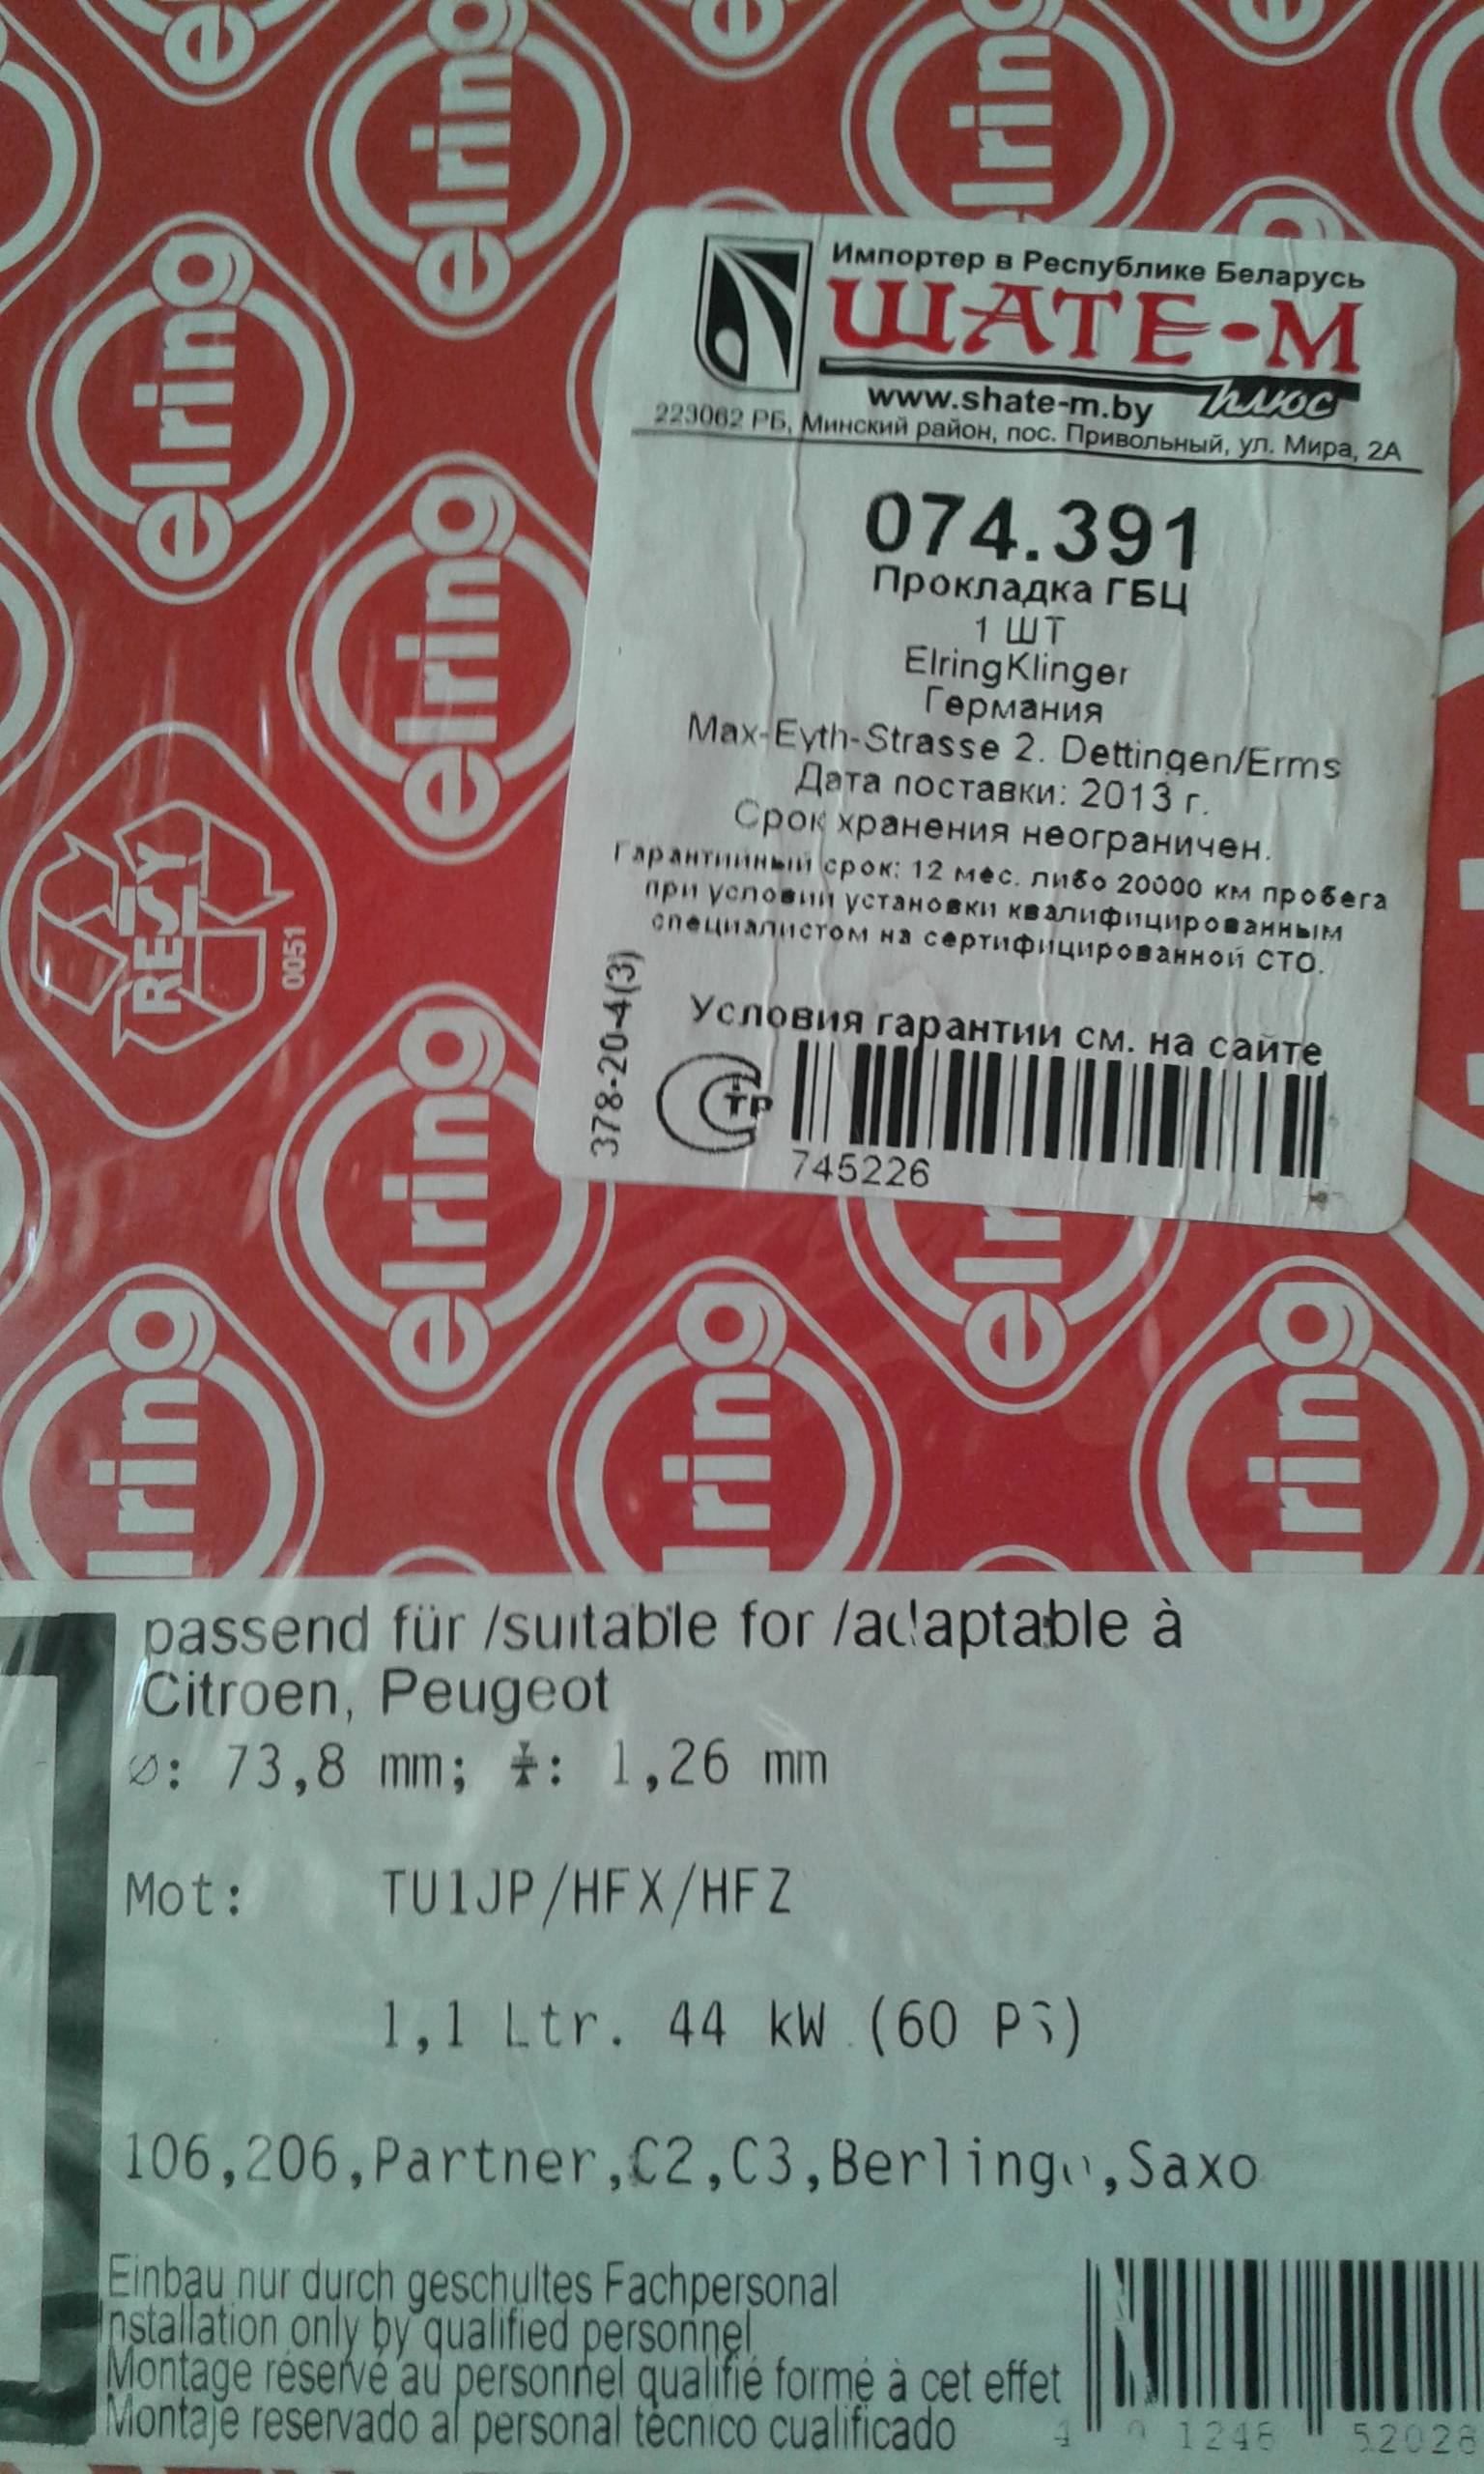 elring
elring
Импортер в Республике Беларусь
ШАТЕ-М
плюс
www.shate-m.by
223062 РБ, Минский район, пос. Привольный, ул. Мира, 2А
elring
074.391
Прокладка ГБЦ
1 ШТ
ElringKlinger
Германия
Max-Eyth-Strasse 2. Dettingen/Erms
Дата поставки: 2013 г.
Срок хранения неограничен.
Гарантийный срок: 12 мес. либо 20000 км пробега
при условии установки квалифицированным
специалистом на сертифицированной СТО.
Условия гарантии см. на сайте
378-20-4(3)
ТР
745226
RESY
0051
elring
elring
passend für /suitable for /adaptable à
Citroen, Peugeot
⌀: 73,8 mm; 1,26 mm
Mot: TU1JP/HFX/HFZ
1,1 Ltr. 44 kW (60 PS)
106,206,Partner,C2,C3,Berlingo,Saxo
Einbau nur durch geschultes Fachpersonal
Installation only by qualified personnel
Montage réservé au personnel qualifié formé à cet effet
Montaje reservado al personal técnico cualificado